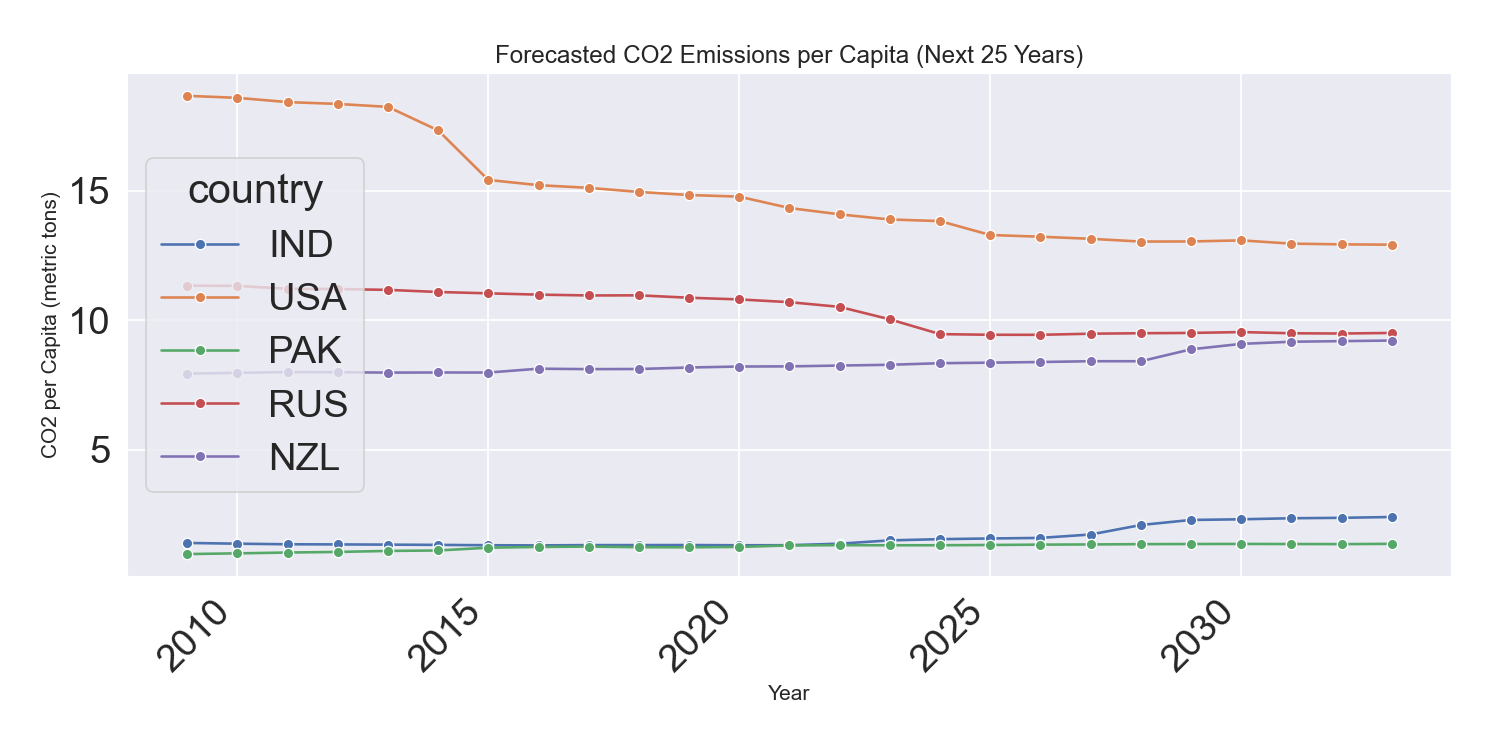 Forecasted CO2 Emissions per Capita (Next 25 Years)
CO2 per Capita (metric tons)
15
10
5
country
IND
USA
PAK
RUS
NZL
2010
2015
2020
2025
2030
Year